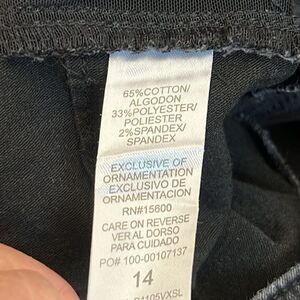 65%COTTON/
ALGODON
33%POLYESTER/
POLIESTER
2%SPANDEX/
SPANDEX
EXCLUSIVE OF
ORNAMENTATION
EXCLUSIVO DE
ORNAMENTACION
RN#15600
CARE ON REVERSE
VER AL DORSO
PARA CUIDADO
PO# 100-00107137
14